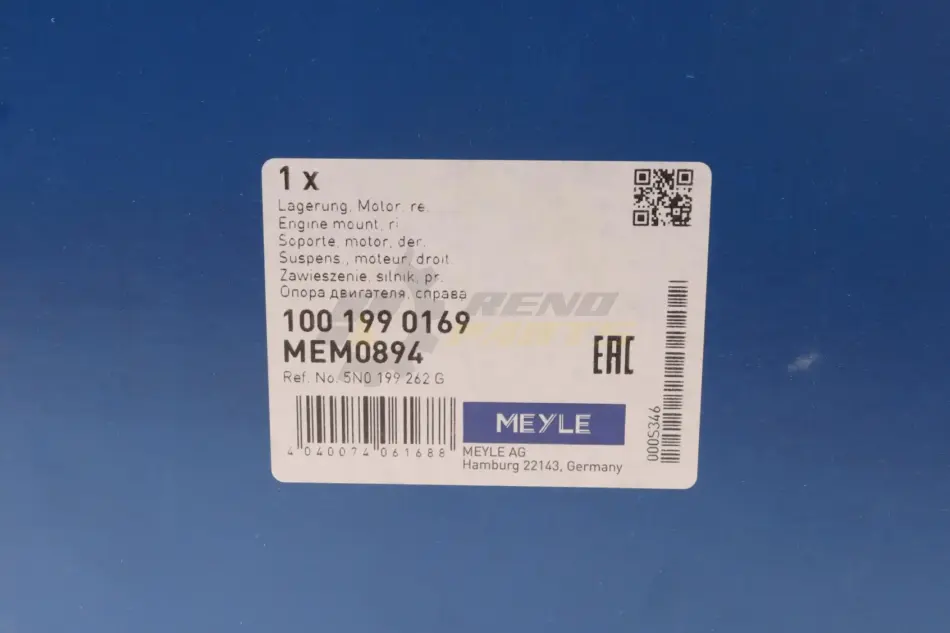 1 x
Lagerung, Motor, re.
Engine mount, ri
Soporte, motor, der.
Suspens., moteur, droit
Zawieszenie, silnik, pr.
Опора двигателя, справа
RENO
PARTS
100 199 0169
MEM0894
EAC
Ref. No. 5N0 199 262 G
MEYLE
4 040074 061688
MEYLE AG
Hamburg 22143, Germany
0005346